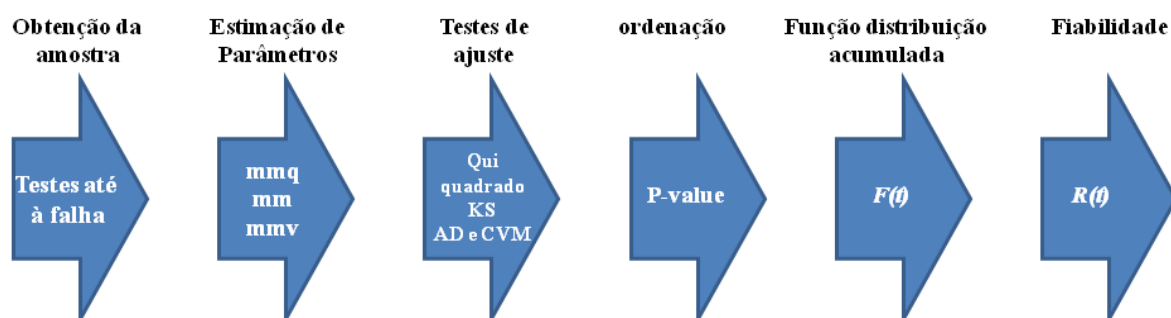 Obtenção da
amostra
Estimação de
Parâmetros
Testes de
ajuste
ordenação
Função distribuição
acumulada
Fiabilidade
Testes até
à falha
mmq
mm
mmv
Qui
quadrado
KS
AD e CVM
P-value
F(t)
R(t)